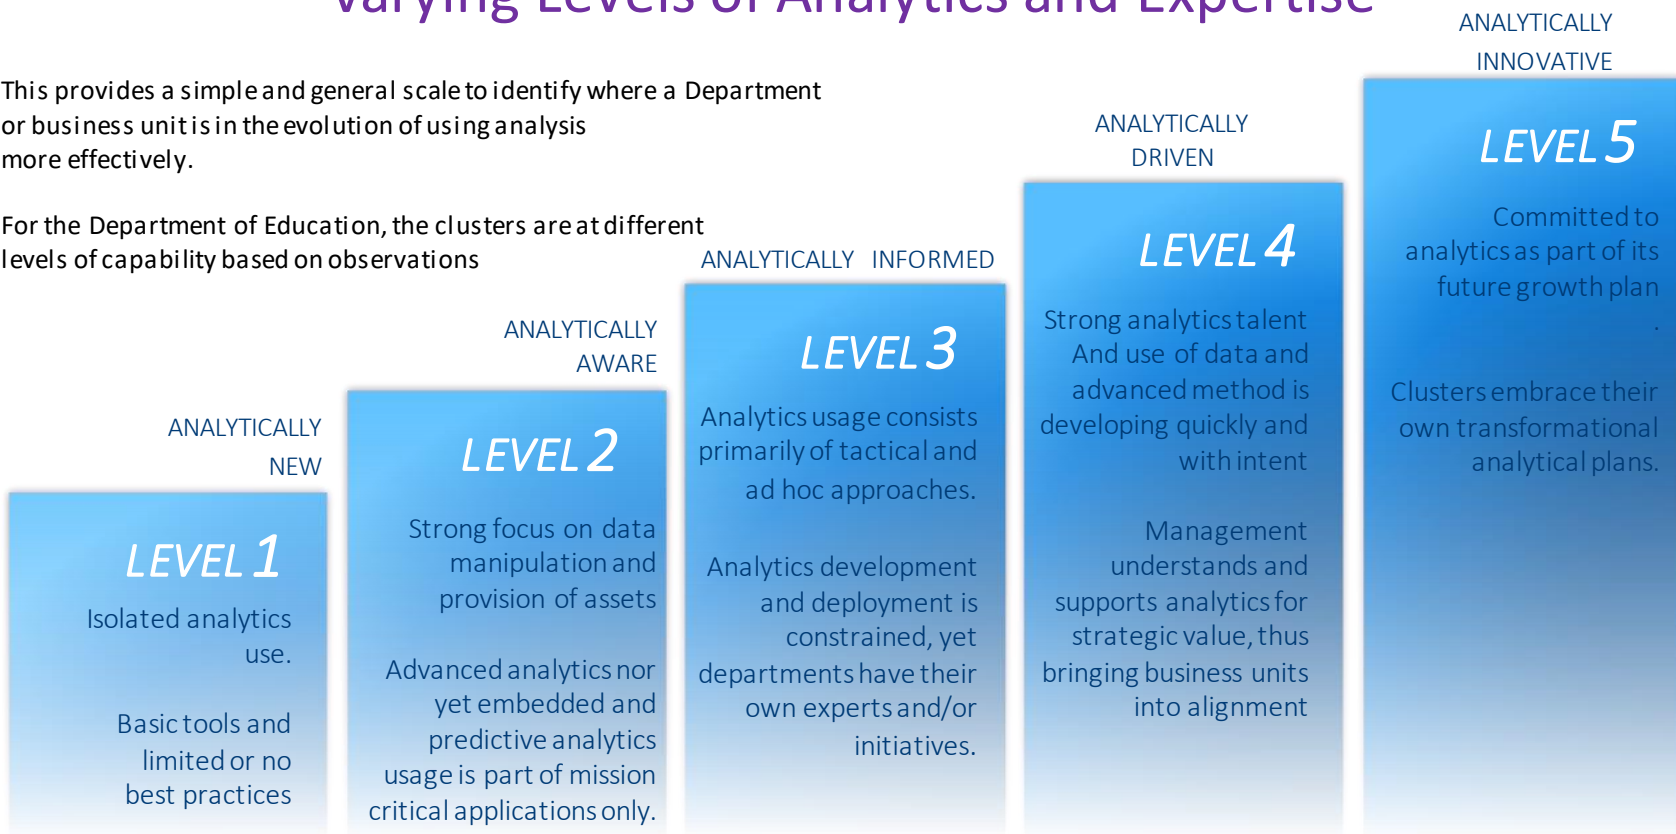 Varying Levels of Analytics and Expertise
This provides a simple and general scale to identify where a Department
or business unit is in the evolution of using analysis
more effectively.
For the Department of Education, the clusters are at different
levels of capability based on observations
ANALYTICALLY
NEW
LEVEL 1
Isolated analytics
use.
Basic tools and
limited or no
best practices
ANALYTICALLY
AWARE
LEVEL 2
Strong focus on data
manipulation and
provision of assets
Advanced analytics nor
yet embedded and
predictive analytics
usage is part of mission
critical applications only.
ANALYTICALLY INFORMED
LEVEL 3
Analytics usage consists
primarily of tactical and
ad hoc approaches.
Analytics development
and deployment is
constrained, yet
departments have their
own experts and/or
initiatives.
ANALYTICALLY
DRIVEN
LEVEL 4
Strong analytics talent
And use of data and
advanced method is
developing quickly and
with intent
Management
understands and
supports analytics for
strategic value, thus
bringing business units
into alignment
ANALYTICALLY
INNOVATIVE
LEVEL 5
Committed to
analytics as part of its
future growth plan
.
Clusters embrace their
own transformational
analytical plans.